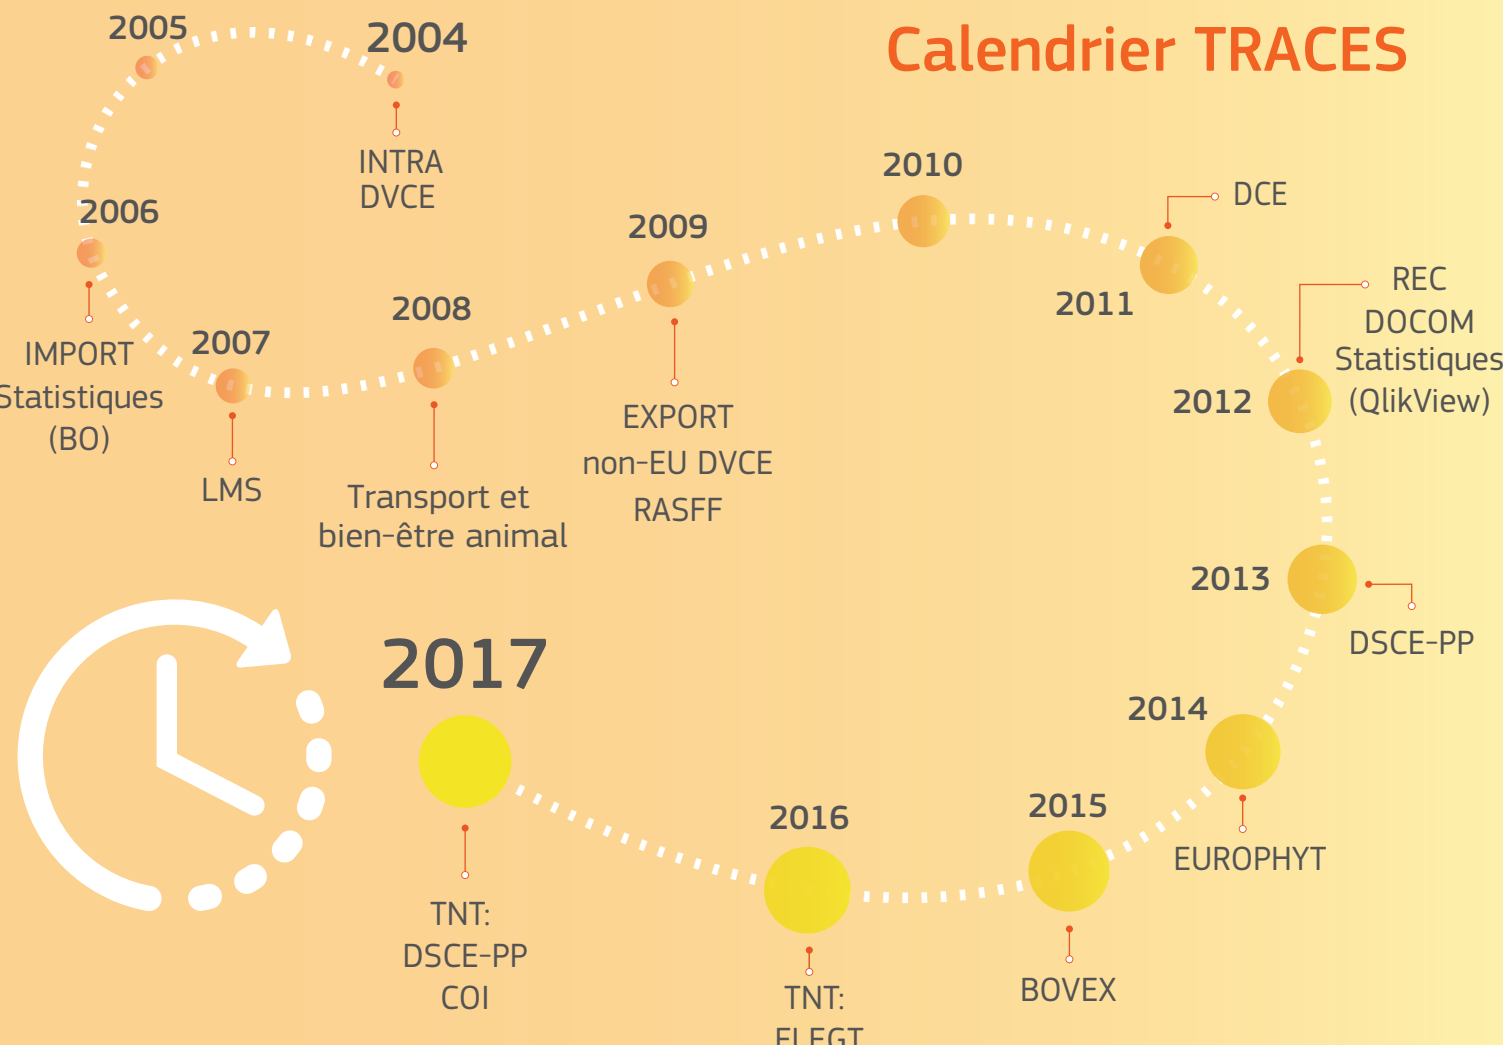 Calendrier TRACES
2004
INTRA
DVCE
2005
2006
IMPORT
Statistiques
(BO)
2007
LMS
2008
Transport et
bien-être animal
2009
EXPORT
non-EU DVCE
RASFF
2010
2011
DCE
2012
REC
DOCOM
Statistiques
(QlikView)
2013
DSCE-PP
2014
EUROPHYT
2015
BOVEX
2016
TNT:
FLEGT
2017
TNT:
DSCE-PP
COI